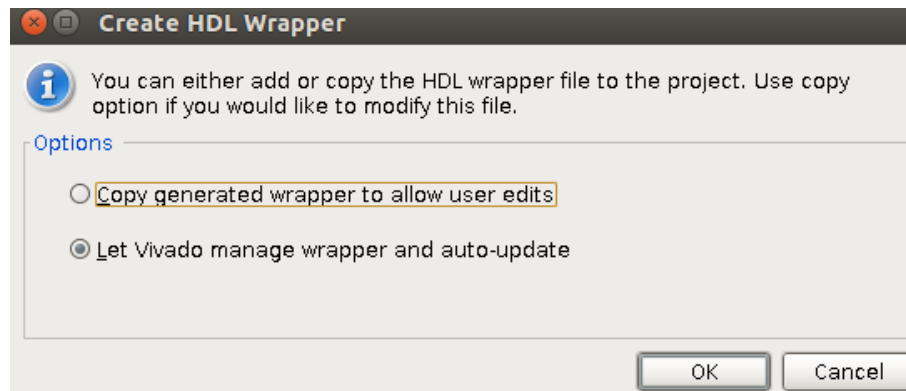 Create HDL Wrapper
You can either add or copy the HDL wrapper file to the project. Use copy
option if you would like to modify this file.
Options
Copy generated wrapper to allow user edits
Let Vivado manage wrapper and auto-update
OK
Cancel